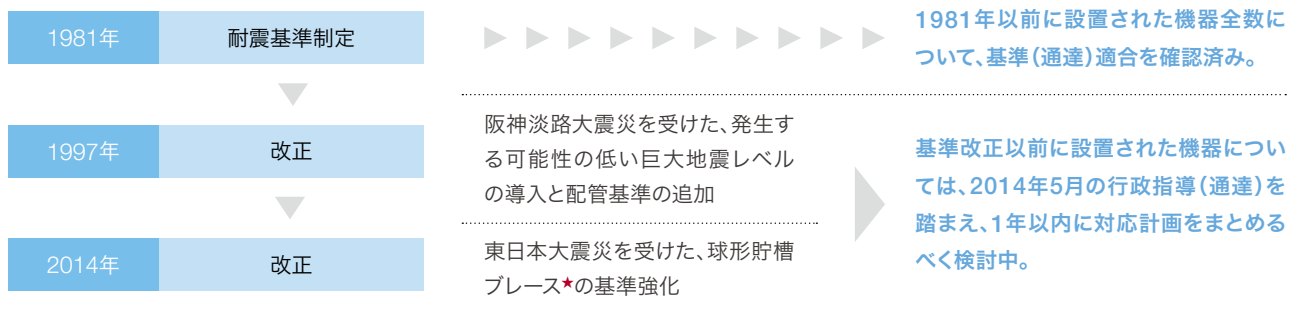 1981年 耐震基準制定
1981年以前に設置された機器全数に
ついて、基準（通達）適合を確認済み。
1997年 改正
阪神淡路大震災を受けた、発生す
る可能性の低い巨大地震レベル
の導入と配管基準の追加
2014年 改正
東日本大震災を受けた、球形貯槽
ブレース★の基準強化
基準改正以前に設置された機器につい
ては、2014年5月の行政指導（通達）を
踏まえ、1年以内に対応計画をまとめる
べく検討中。